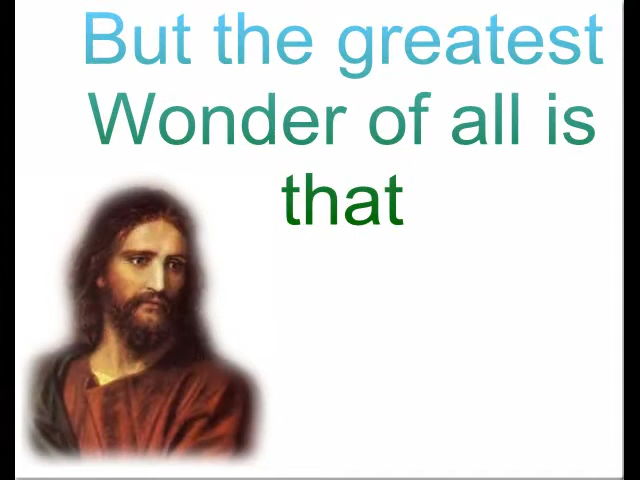 But the greatest
Wonder of all is
that